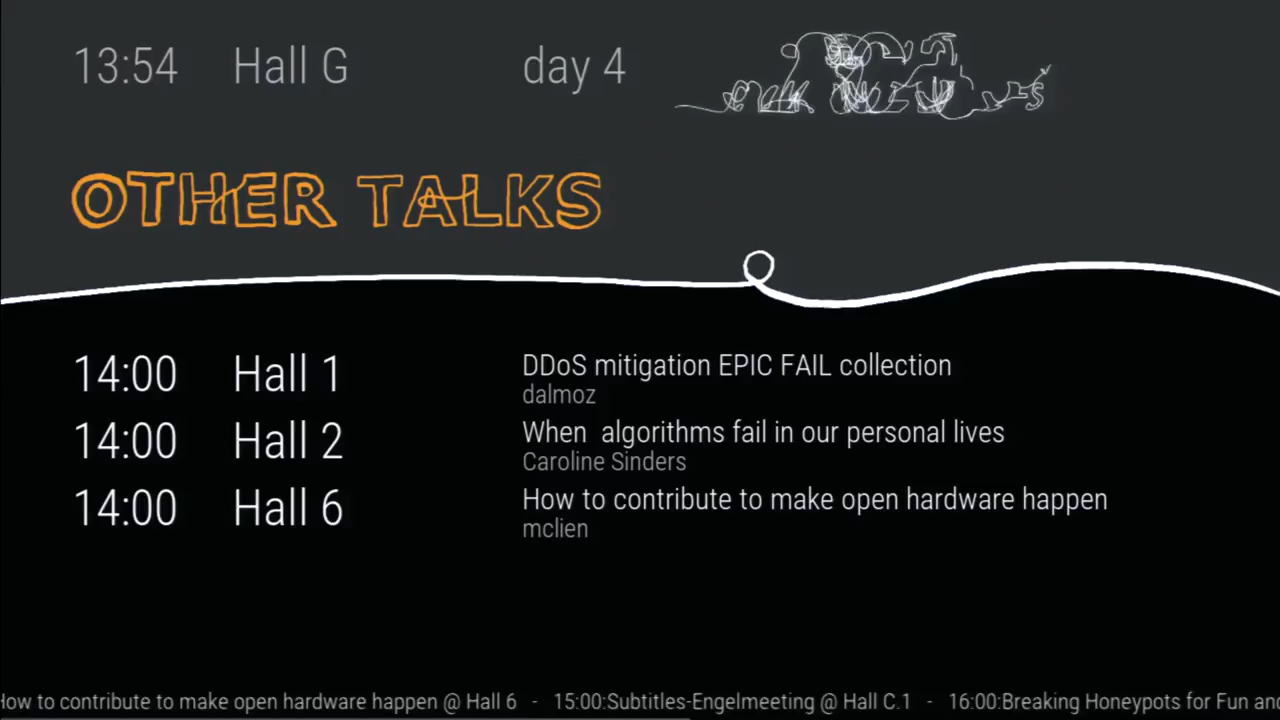 13:54 Hall G day 4
OTHER TALKS
14:00 Hall 1 DDoS mitigation EPIC FAIL collection
dalmoz
14:00 Hall 2 When algorithms fail in our personal lives
Caroline Sinders
14:00 Hall 6 How to contribute to make open hardware happen
mclien
How to contribute to make open hardware happen @ Hall 6 - 15:00:Subtitles-Engelmeeting @ Hall C.1 - 16:00:Breaking Honeypots for Fun and